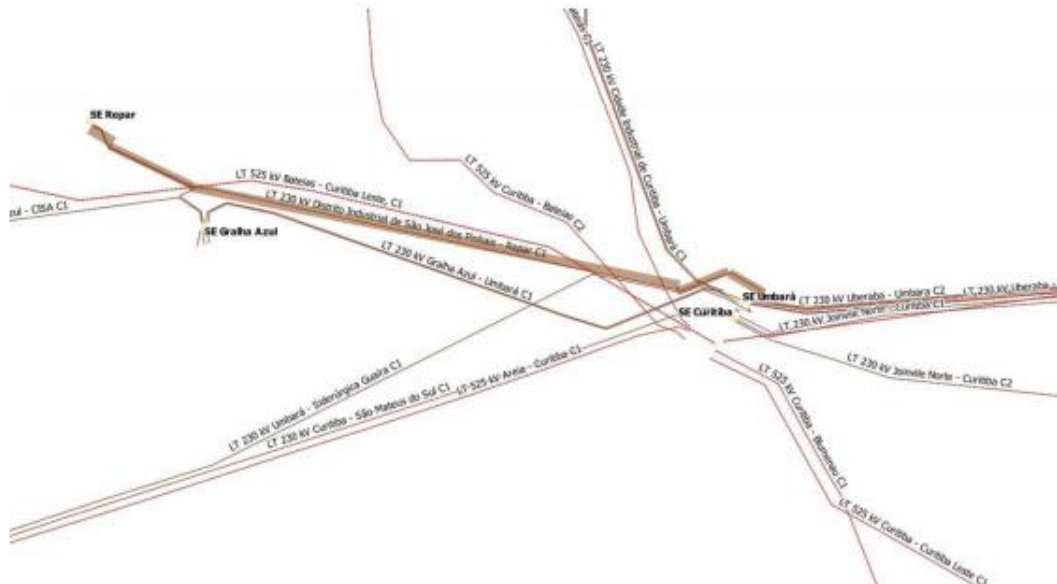 LT 230 kV Cidade Industrial de Curitiba - Umbara C1
SE Repar
LT 525 kV Bateias - Curitiba Leste, C1
LT 525 kV Curitiba - Bateias C2
LT 230 kV Distrito Industrial de São José dos Pinhais - Repar C1
zul - CISA C1
SE Gralha Azul
LT 230 kV Gralha Azul - Umbará C1
SE Umbará
LT 230 kV Uberaba - Umbara C2
LT 230 kV Uberaba
SE Curitiba
LT 230 kV Joinvile Norte - Curitiba C1
LT 230 kV Joinvile Norte - Curitiba C2
LT 525 kV Areia - Curitiba C1
LT 230 kV Umbará - Siderúrgica Guaíra C1
LT 230 kV Curitiba - São Mateus do Sul C1
LT 525 kV Curitiba - Blumenau C1
LT 525 kV Curitiba - Curitiba Leste C1